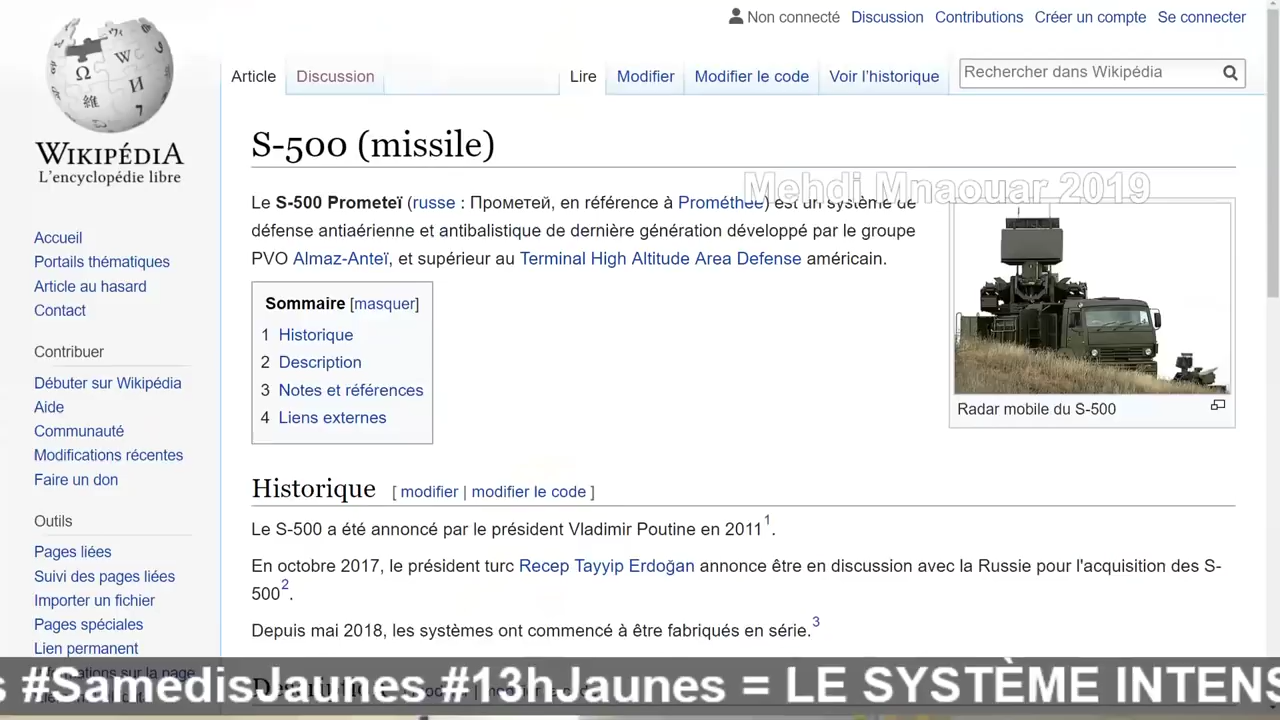 Non connecté Discussion Contributions Créer un compte Se connecter
Article Discussion Lire Modifier Modifier le code Voir l'historique Rechercher dans Wikipédia
WIKIPÉDIA
L'encyclopédie libre
S-500 (missile)
Mehdi Mnaouar 2019
Le S-500 Prometeï (russe : Прометей, en référence à Prométhée) est un système de
défense antiaérienne et antibalistique de dernière génération développé par le groupe
PVO Almaz-Anteï, et supérieur au Terminal High Altitude Area Defense américain.
Radar mobile du S-500
Sommaire [masquer]
1 Historique
2 Description
3 Notes et références
4 Liens externes
Accueil
Portails thématiques
Article au hasard
Contact
Contribuer
Débuter sur Wikipédia
Aide
Communauté
Modifications récentes
Faire un don
Outils
Pages liées
Suivi des pages liées
Importer un fichier
Pages spéciales
Lien permanent
Informations sur la page
Historique [ modifier | modifier le code ]
Le S-500 a été annoncé par le président Vladimir Poutine en 2011 1.
En octobre 2017, le président turc Recep Tayyip Erdoğan annonce être en discussion avec la Russie pour l'acquisition des S-
500 2.
Depuis mai 2018, les systèmes ont commencé à être fabriqués en série. 3
s #SamedisJaunes #13hJaunes = LE SYSTÈME INTENS